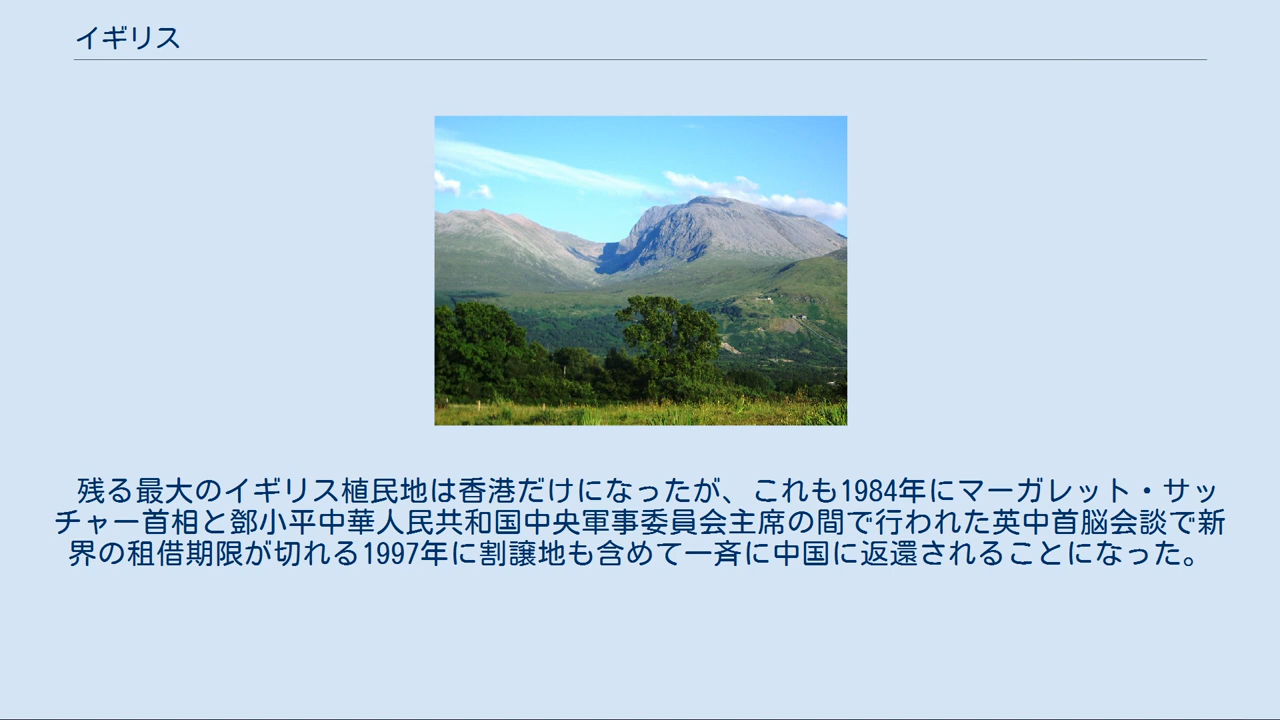 イギリス
残る最大のイギリス植民地は香港だけになったが、これも1984年にマーガレット・サッ
チャー首相と鄧小平中華人民共和国中央軍事委員会主席の間で行われた英中首脳会談で新
界の租借期限が切れる1997年に割譲地も含めて一斉に中国に返還されることになった。